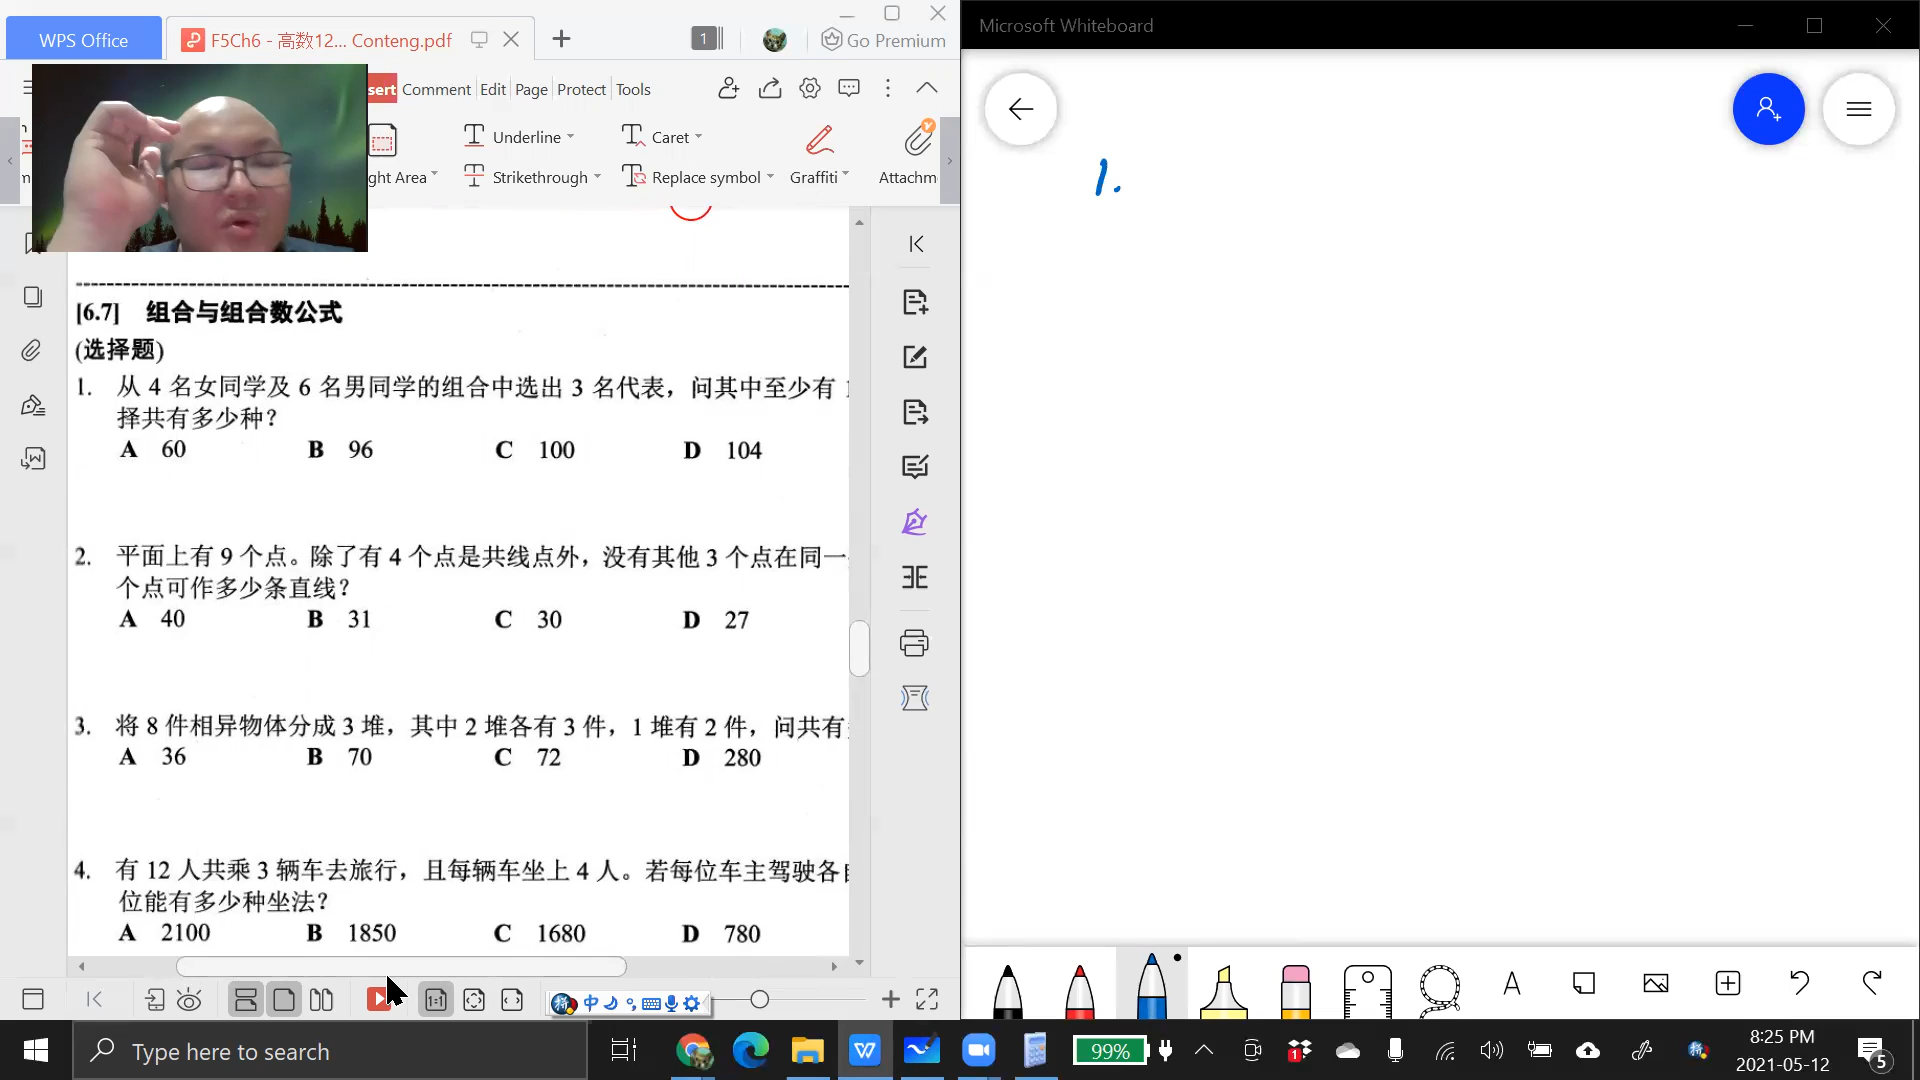 WPS Office
F5Ch6 - 高数12... Conteng.pdf
1
Go Premium
Microsoft Whiteboard
Comment Edit Page Protect Tools
Underline
Caret
ght Area
Strikethrough
Replace symbol
Graffiti
Attachm
1.
[6.7] 组合与组合数公式
(选择题)
1. 从 4 名女同学及 6 名男同学的组合中选出 3 名代表，问其中至少有
择共有多少种？
A 60 B 96 C 100 D 104
2. 平面上有 9 个点。除了有 4 个点是共线点外，没有其他 3 个点在同一
个点可作多少条直线？
A 40 B 31 C 30 D 27
3. 将 8 件相异物体分成 3 堆，其中 2 堆各有 3 件，1 堆有 2 件，问共有
A 36 B 70 C 72 D 280
4. 有 12 人共乘 3 辆车去旅行，且每辆车坐上 4 人。若每位车主驾驶各
位能有多少种坐法？
A 2100 B 1850 C 1680 D 780
中
Type here to search
99%
1
8:25 PM
2021-05-12
5